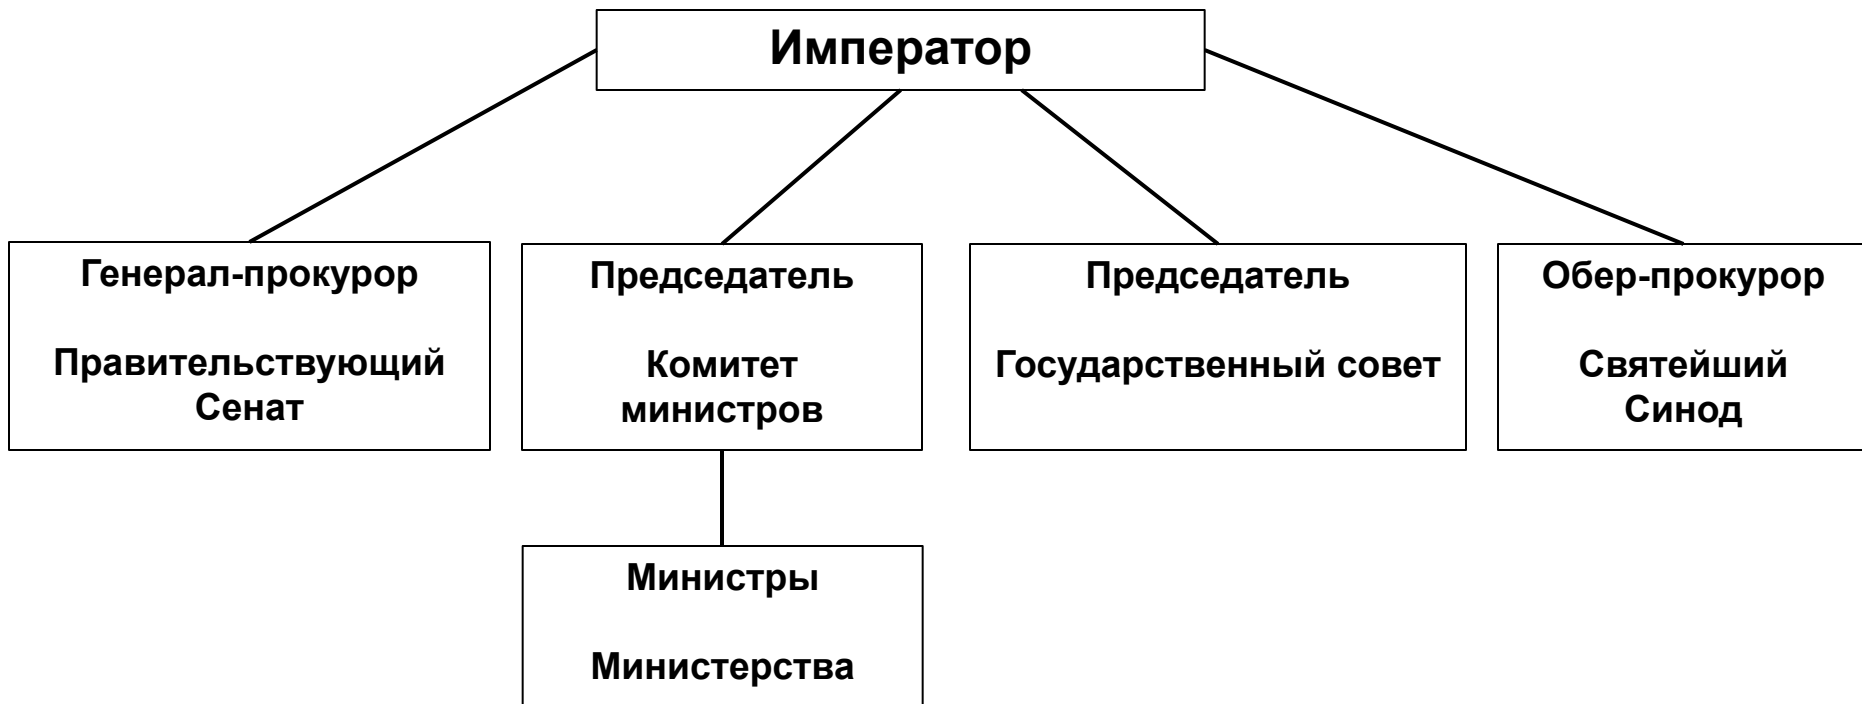 Император
Генерал-прокурор
Правительствующий
Сенат
Председатель
Комитет
министров
Председатель
Государственный совет
Обер-прокурор
Святейший
Синод
Министры
Министерства